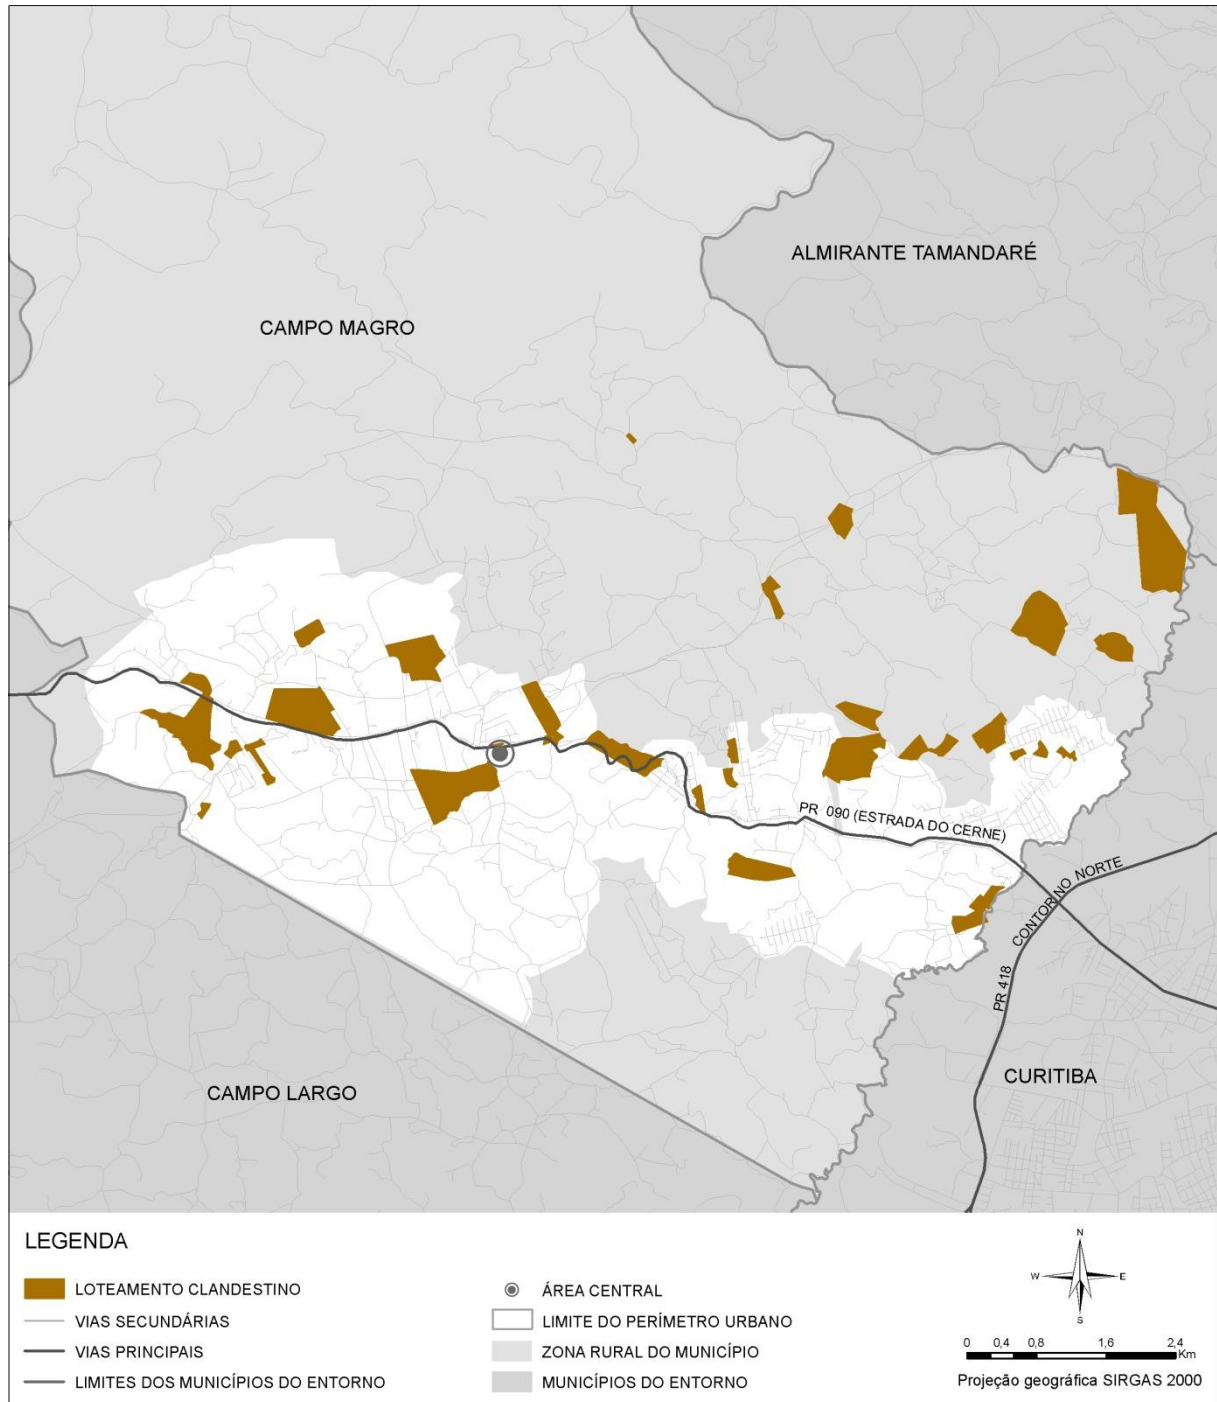 ALMIRANTE TAMANDARÉ
CAMPO MAGRO
PR 090 (ESTRADA DO CERNE)
PR 418 CONTORNO NORTE
CURITIBA
CAMPO LARGO
LEGENDA
LOTEAMENTO CLANDESTINO
VIAS SECUNDÁRIAS
VIAS PRINCIPAIS
LIMITES DOS MUNICÍPIOS DO ENTORNO
ÁREA CENTRAL
LIMITE DO PERÍMETRO URBANO
ZONA RURAL DO MUNICÍPIO
MUNICÍPIOS DO ENTORNO
N
W E
S
0 0,4 0,8 1,6 2,4
Km
Projeção geográfica SIRGAS 2000